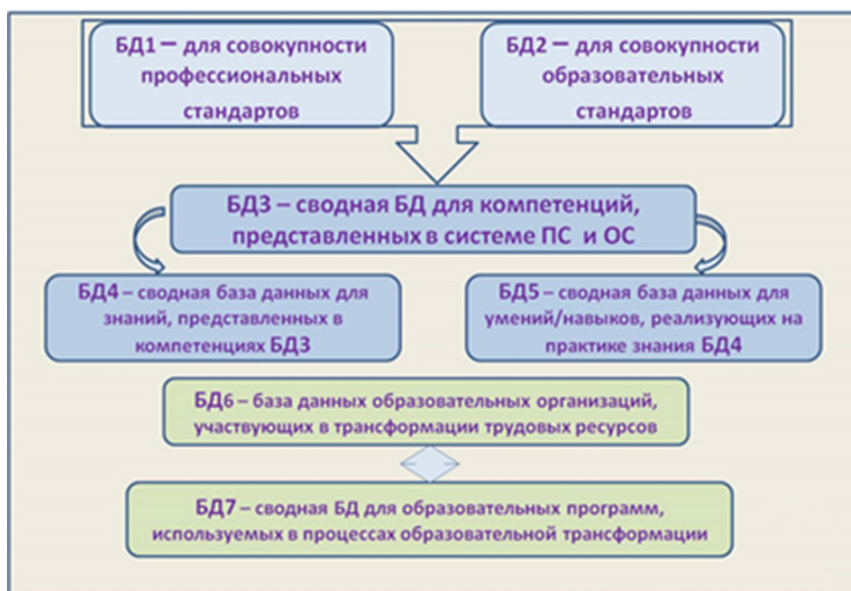 БД1 – для совокупности
профессиональных
стандартов
БД2 – для совокупности
образовательных
стандартов
БД3 – сводная БД для компетенций,
представленных в системе ПС и ОС
БД4 – сводная база данных для
знаний, представленных в
компетенциях БД3
БД5 – сводная база данных для
умений/навыков, реализующих на
практике знания БД4
БД6 – база данных образовательных организаций,
участвующих в трансформации трудовых ресурсов
БД7 – сводная БД для образовательных программ,
используемых в процессах образовательной трансформации